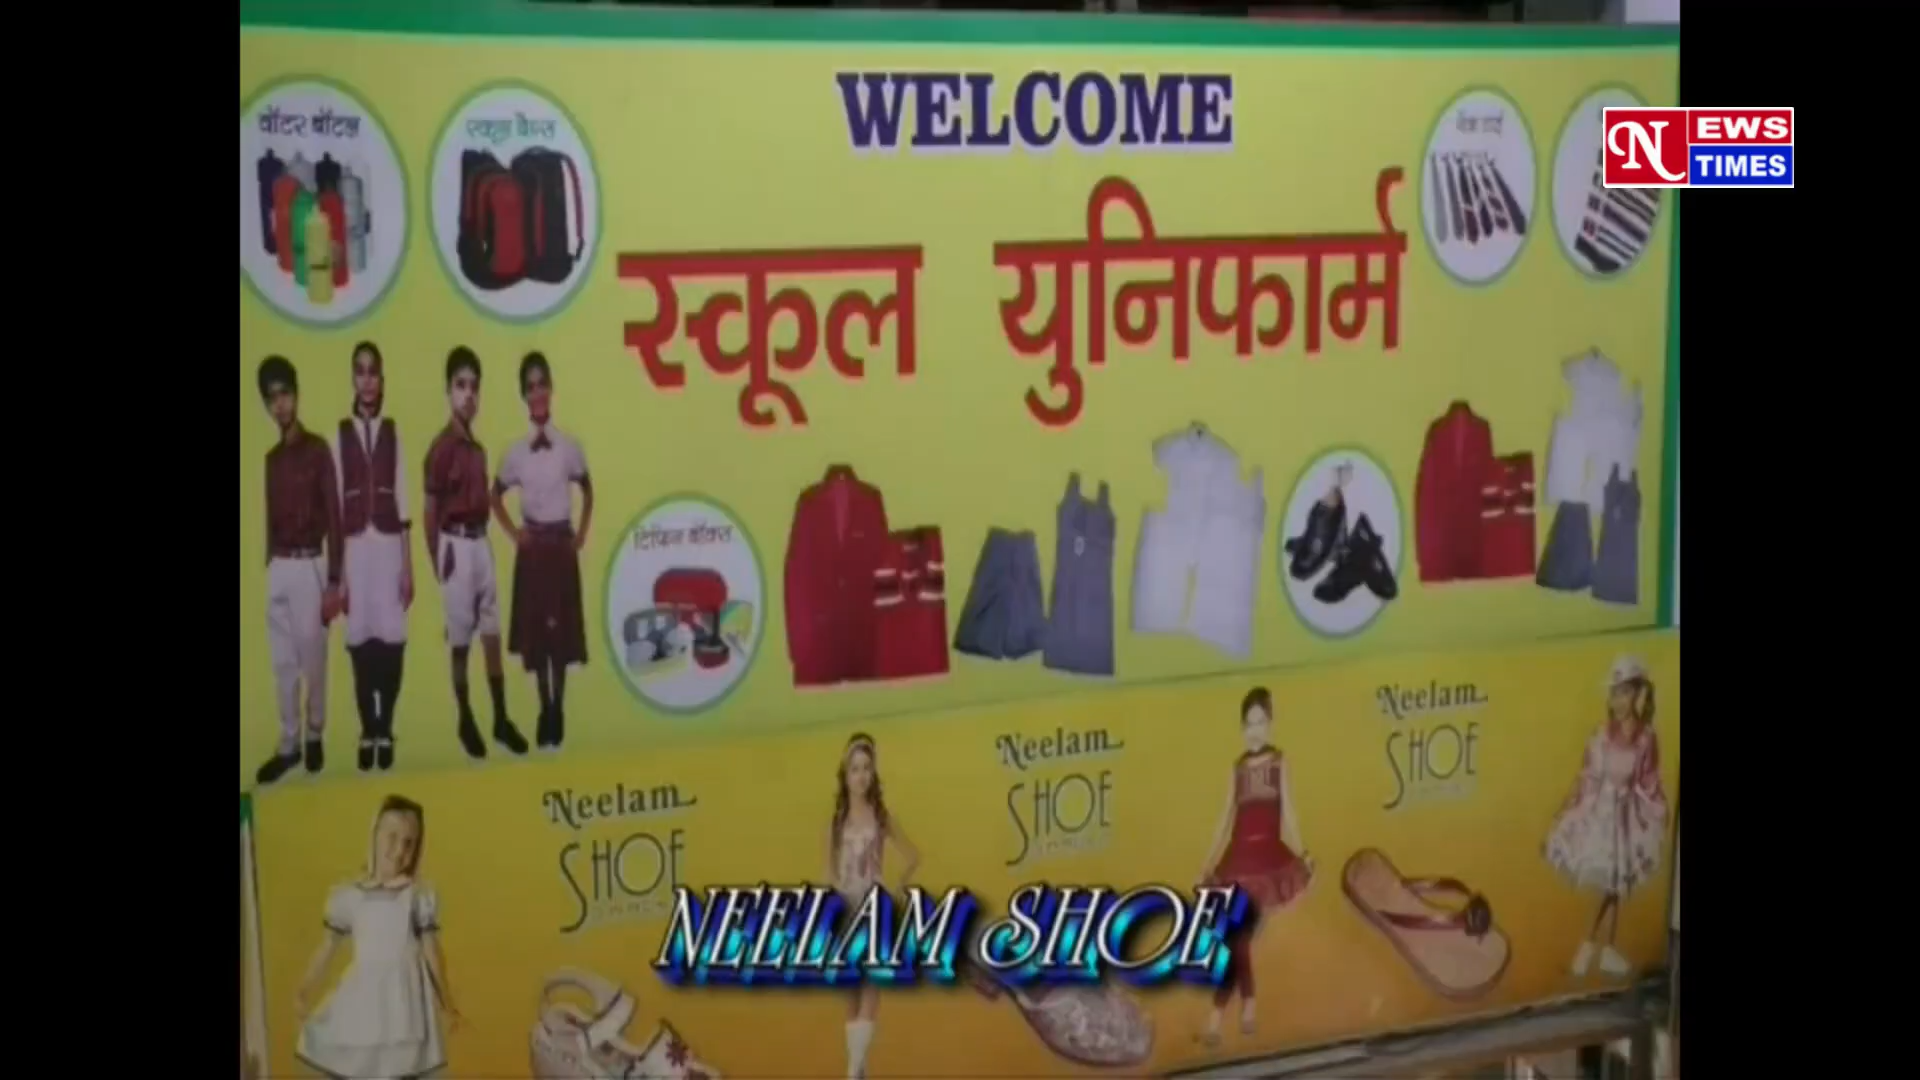 WELCOME
वॉटर बॉटल
स्कूल बैग्स
NEWS
TIMES
स्कूल युनिफार्म
टिफिन बॉक्स
Neelam
SHOE
Neelam
SHOE
Neelam
SHOE
NEELAM SHOE